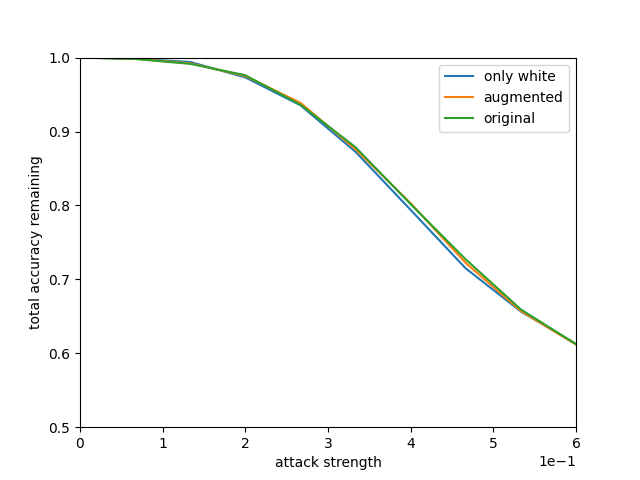 1.0
0.9
0.8
0.7
0.6
0.5
total accuracy remaining
only white
augmented
original
0 1 2 3 4 5 6
attack strength
1e−1